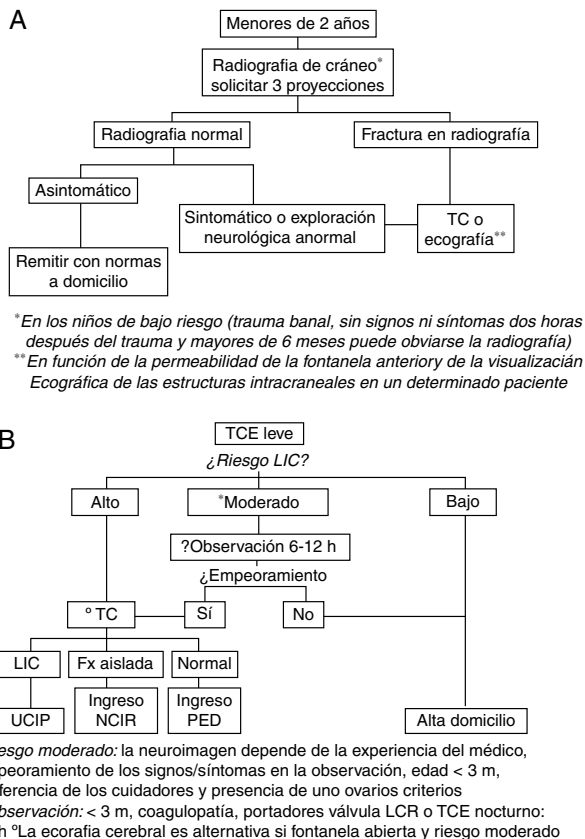 A
Menores de 2 años
Radiografia de cráneo*
solicitar 3 proyecciones
Radiografia normal
Fractura en radiografía
Asintomático
Sintomático o exploración
neurológica anormal
TC o
ecografía**
Remitir con normas
a domicilio
*En los niños de bajo riesgo (trauma banal, sin signos ni síntomas dos horas
después del trauma y mayores de 6 meses puede obviarse la radiografía)
**En función de la permeabilidad de la fontanela anteriory de la visualizacián
Ecográfica de las estructuras intracraneales en un determinado paciente
B
TCE leve
¿Riesgo LIC?
Alto
*Moderado
Bajo
?Observación 6-12 h
¿Empeoramiento
º TC
Sí
No
LIC
Fx aislada
Normal
UCIP
Ingreso
NCIR
Ingreso
PED
Alta domicilio
esgo moderado: la neuroimagen depende de la experiencia del médico,
peoramiento de los signos/síntomas en la observación, edad < 3 m,
ferencia de los cuidadores y presencia de uno ovarios criterios
bservación: < 3 m, coagulopatía, portadores válvula LCR o TCE nocturno:
h ºLa ecorafia cerebral es alternativa si fontanela abierta y riesgo moderado